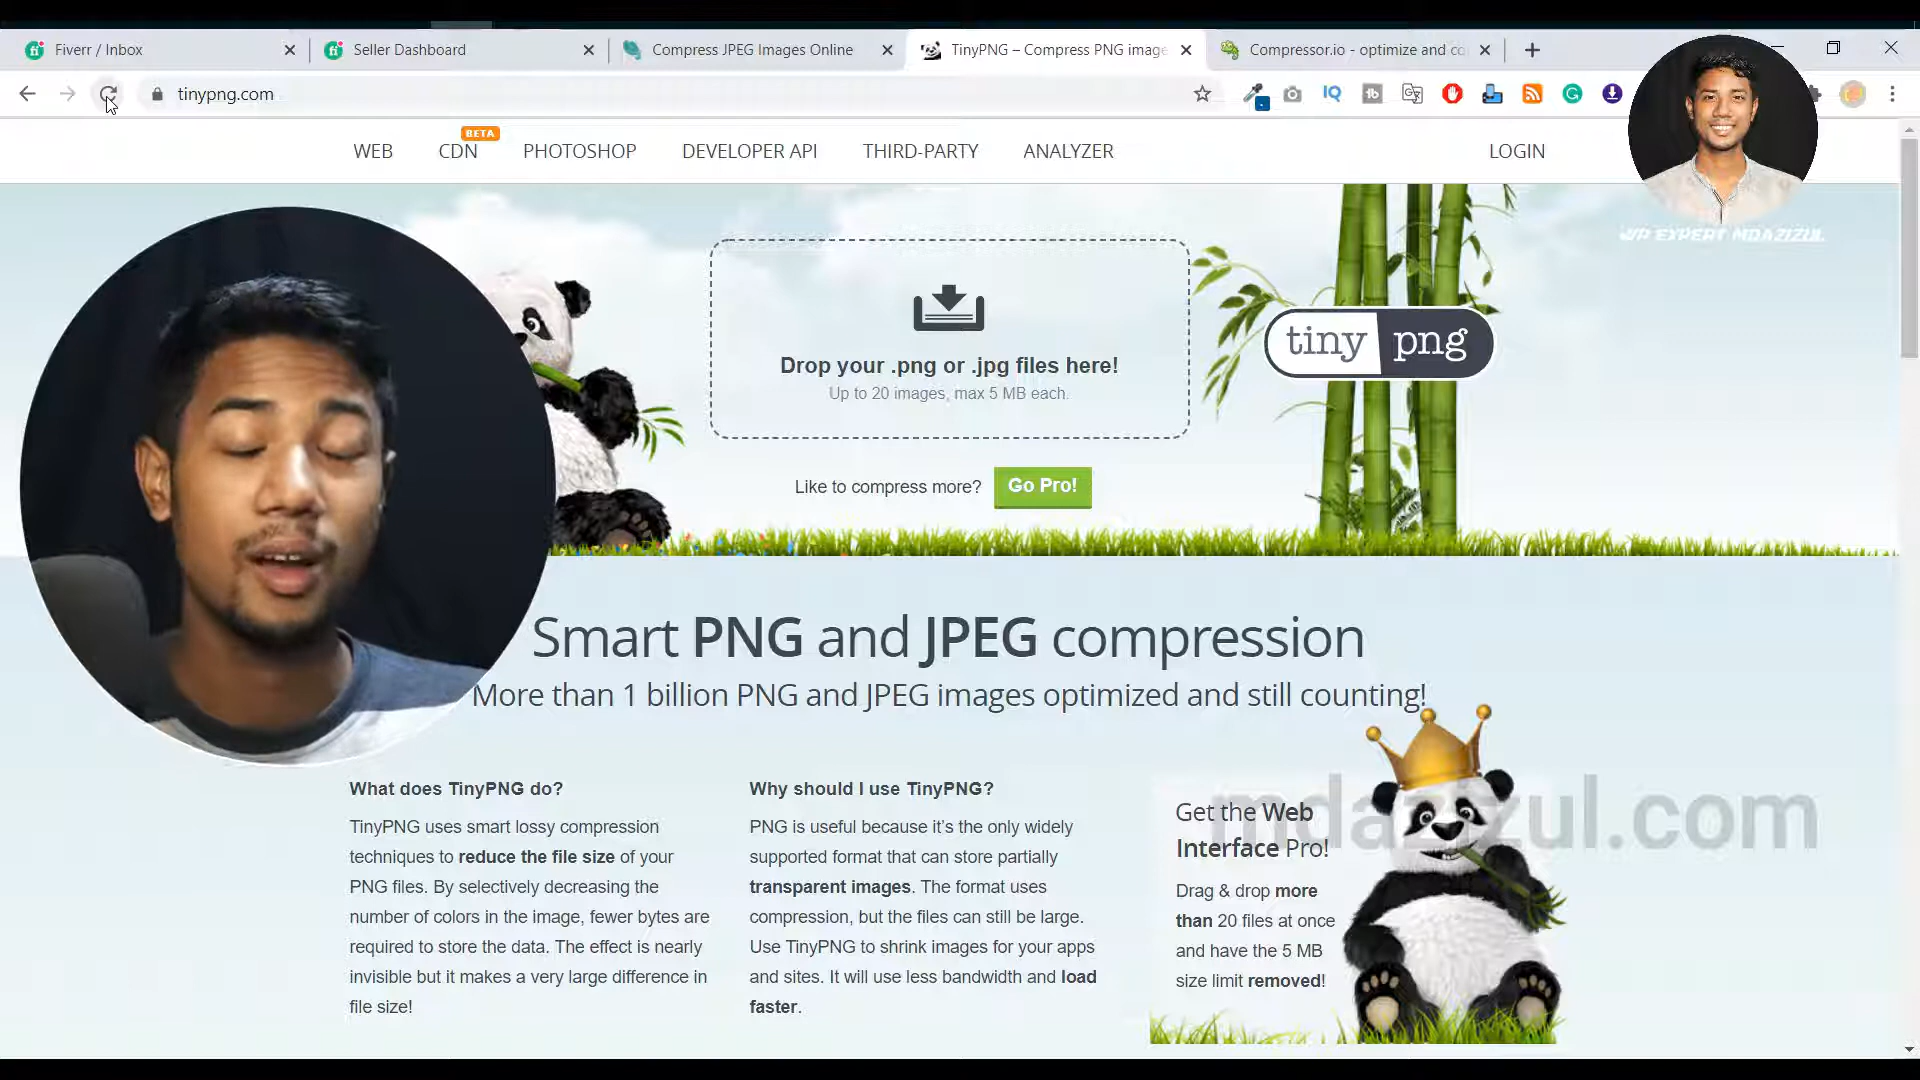 Fiverr / Inbox
Seller Dashboard
Compress JPEG Images Online
TinyPNG – Compress PNG image
Compressor.io - optimize and co
tinypng.com
BETA
WEB
CDN
PHOTOSHOP
DEVELOPER API
THIRD-PARTY
ANALYZER
LOGIN
WP EXPERT MDAZIZUL
Drop your .png or .jpg files here!
Up to 20 images, max 5 MB each.
tiny png
Like to compress more?
Go Pro!
Smart PNG and JPEG compression
More than 1 billion PNG and JPEG images optimized and still counting!
What does TinyPNG do?
TinyPNG uses smart lossy compression
techniques to reduce the file size of your
PNG files. By selectively decreasing the
number of colors in the image, fewer bytes are
required to store the data. The effect is nearly
invisible but it makes a very large difference in
file size!
Why should I use TinyPNG?
PNG is useful because it's the only widely
supported format that can store partially
transparent images. The format uses
compression, but the files can still be large.
Use TinyPNG to shrink images for your apps
and sites. It will use less bandwidth and load
faster.
Get the Web
Interface Pro!
Drag & drop more
than 20 files at once
and have the 5 MB
size limit removed!
mdazizul.com